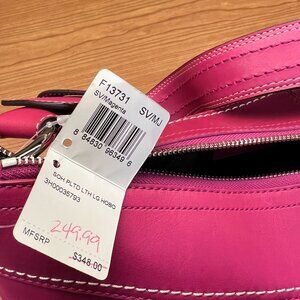 F13731
SV/Magenta
SV/MJ
8 84830 96349 6
SOH PLTD LTH LG HOBO
3H00038793
249.99
MFSRP
$348.00